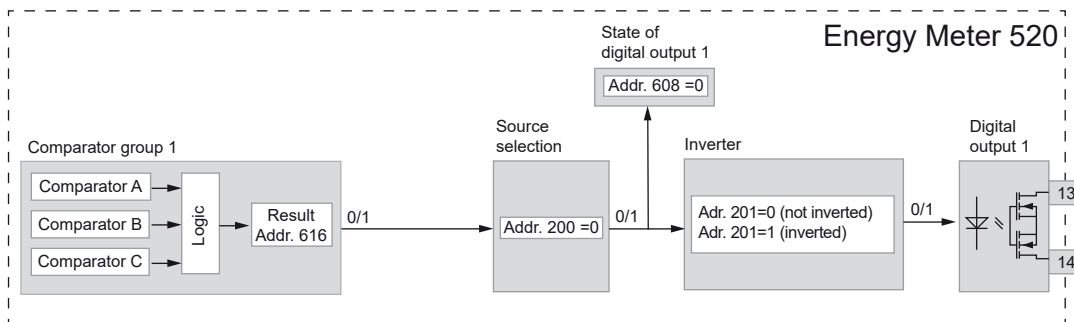 Energy Meter 520
State of
digital output 1
Addr. 608 =0
Comparator group 1
Comparator A
Comparator B
Comparator C
Logic
Result
Addr. 616
0/1
Source
selection
Addr. 200 =0
0/1
Inverter
Adr. 201=0 (not inverted)
Adr. 201=1 (inverted)
0/1
Digital
output 1
13
14